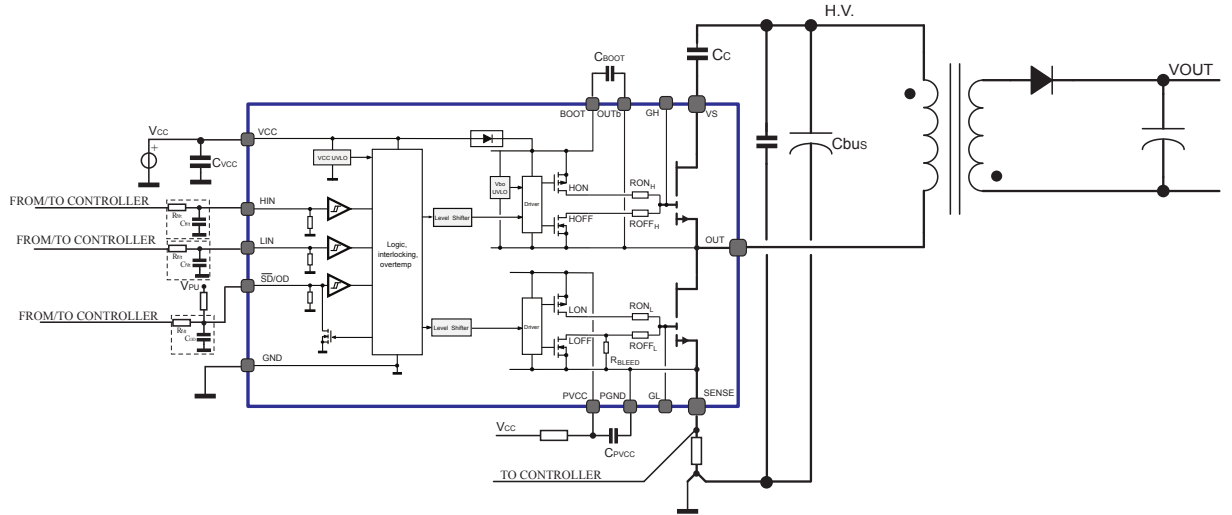 H.V.
CBOOT
CC
VOUT
BOOT OUTb GH VS
VCC
CVCC
VCC
VCC UVLO
Vbo UVLO
Driver
HON
HOFF
RONH
ROFFH
Cbus
FROM/TO CONTROLLER
HIN
FROM/TO CONTROLLER
LIN
Logic, interlocking, overtemp
Level Shifter
OUT
SD/OD
VPU
FROM/TO CONTROLLER
Level Shifter
Driver
LON
LOFF
RONL
ROFFL
RBLEED
GND
PVCC PGND GL SENSE
VCC
CPVCC
TO CONTROLLER